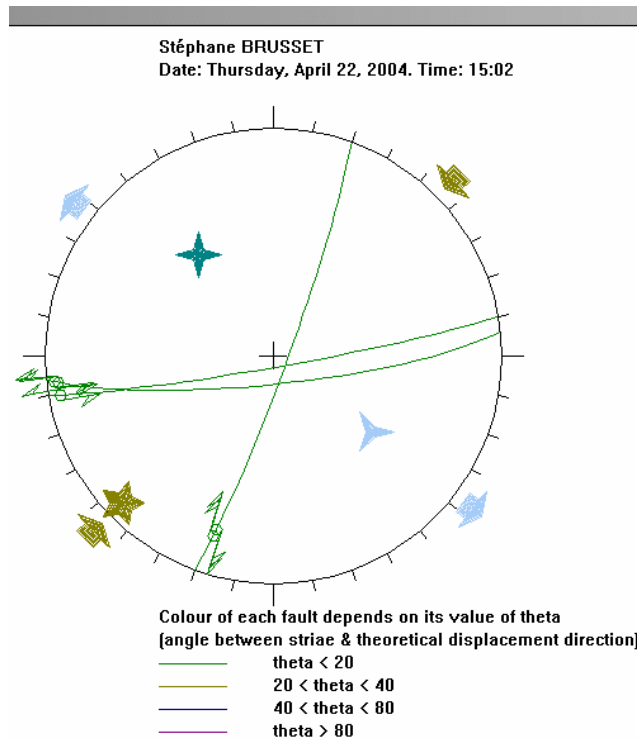 Stéphane BRUSSET
Date: Thursday, April 22, 2004. Time: 15:02
Colour of each fault depends on its value of theta
(angle between striae & theoretical displacement direction)
theta < 20
20 < theta < 40
40 < theta < 80
theta > 80